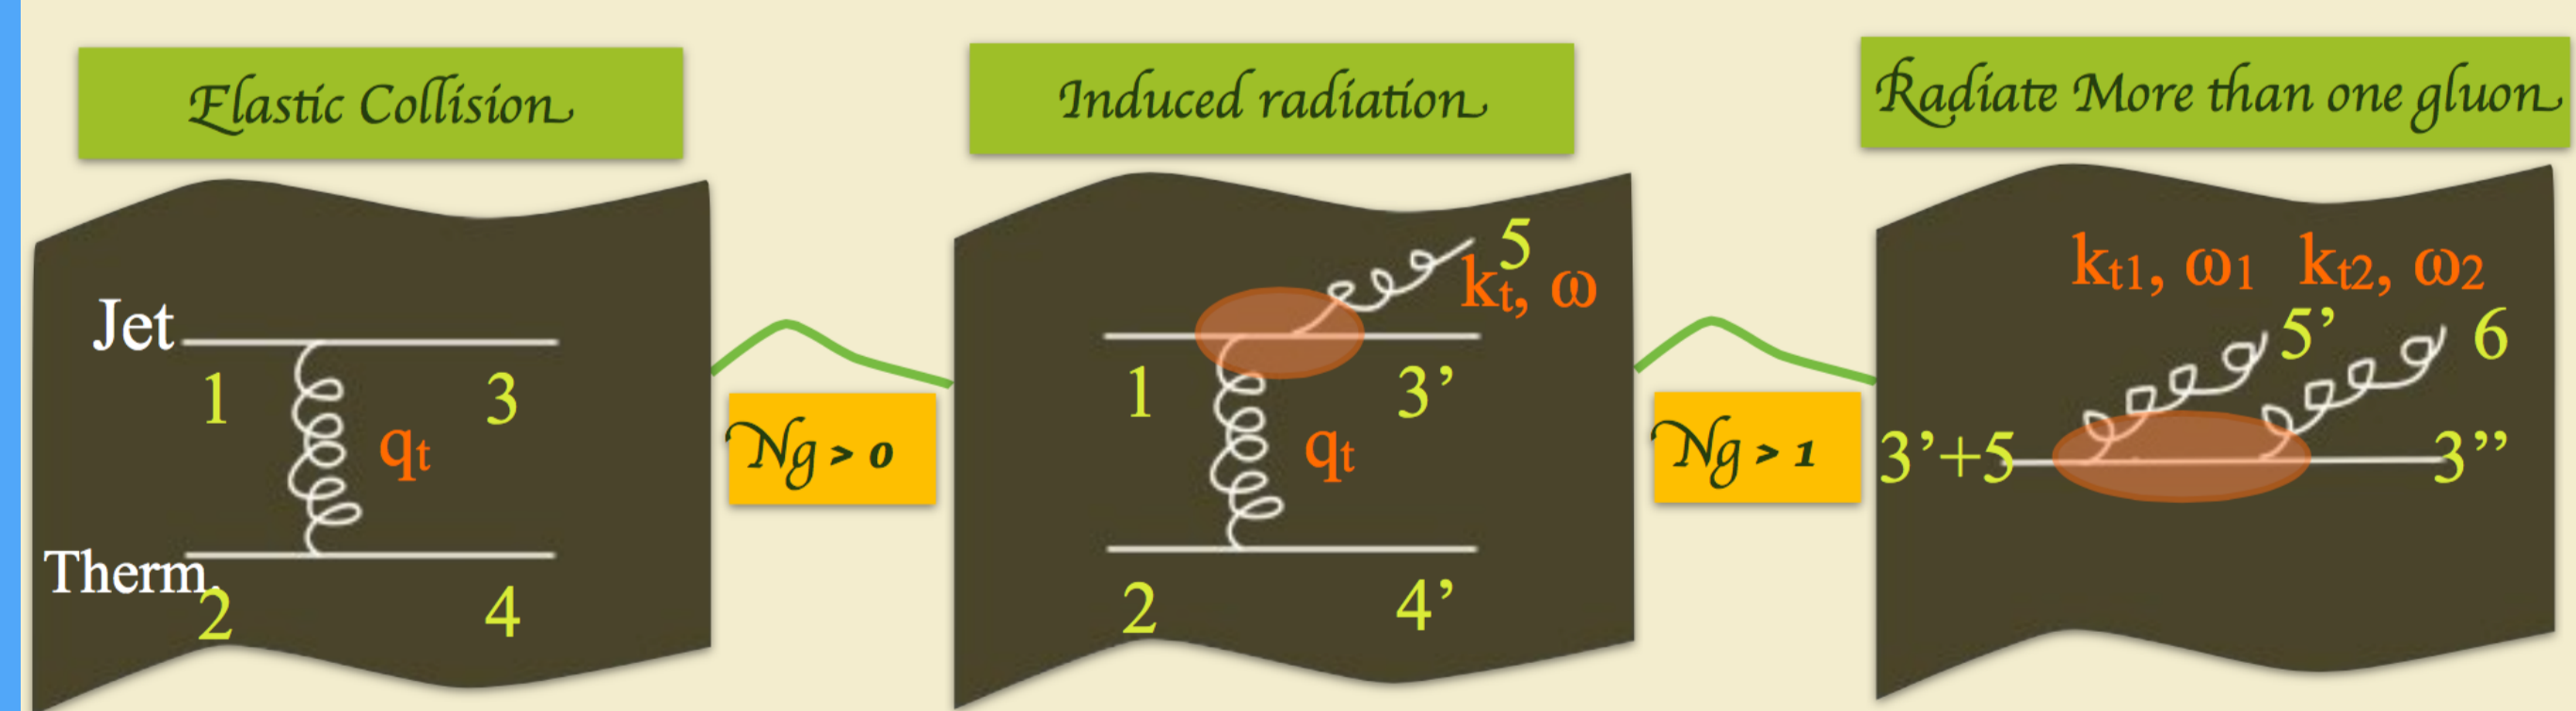 Elastic Collision
Jet
1
3
qt
Therm.
2
4
Ng > 0
Induced radiation
5
kt, ω
1
3’
qt
2
4’
Ng > 1
Radiate More than one gluon
kt1, ω1 kt2, ω2
5’
6
3’+5
3’’